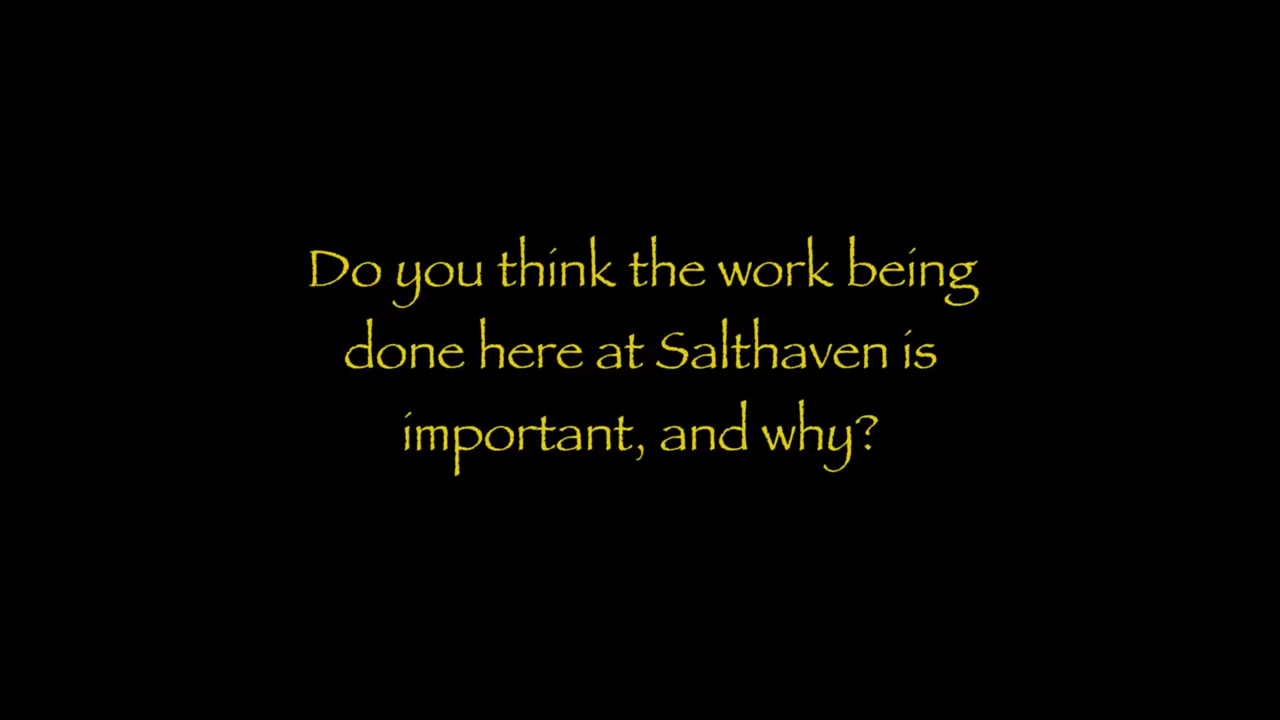 Do you think the work being
done here at Salthaven is
important, and why?